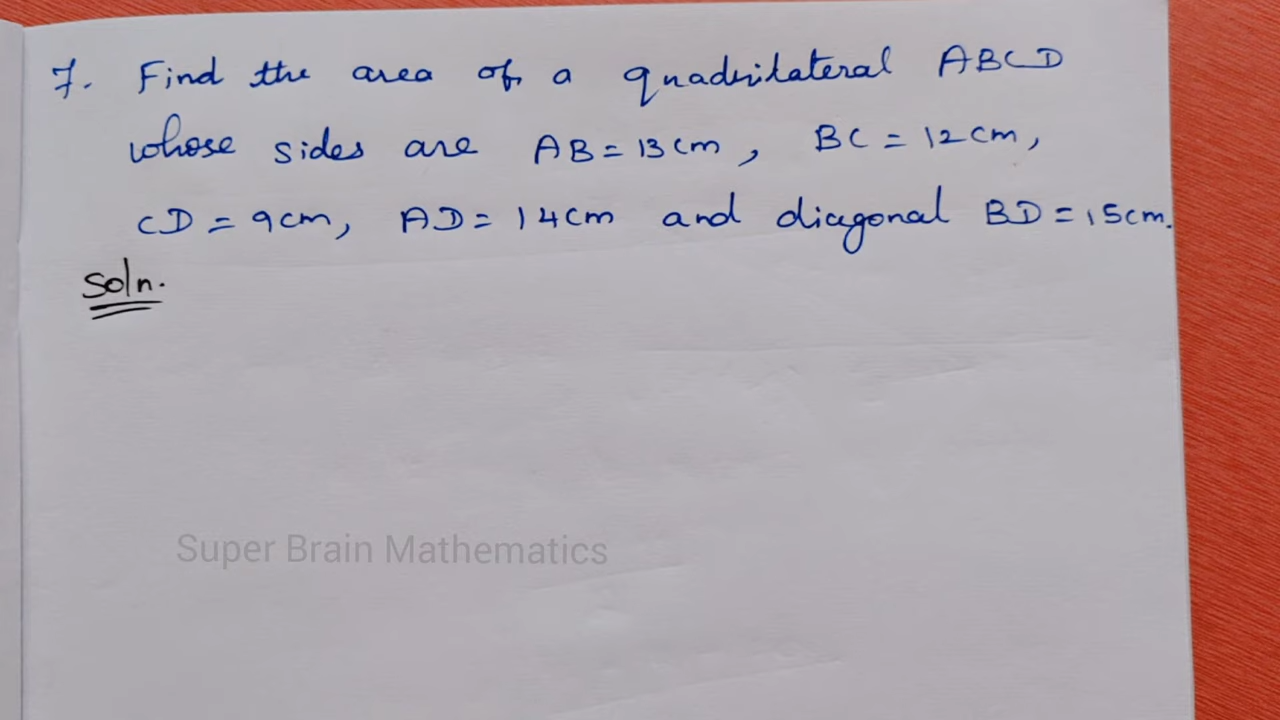 7. Find the area of a quadrilateral ABCD
whose sides are AB = 13 cm, BC = 12 cm,
CD = 9 cm, AD = 14 cm and diagonal BD = 15 cm.
Soln.
Super Brain Mathematics